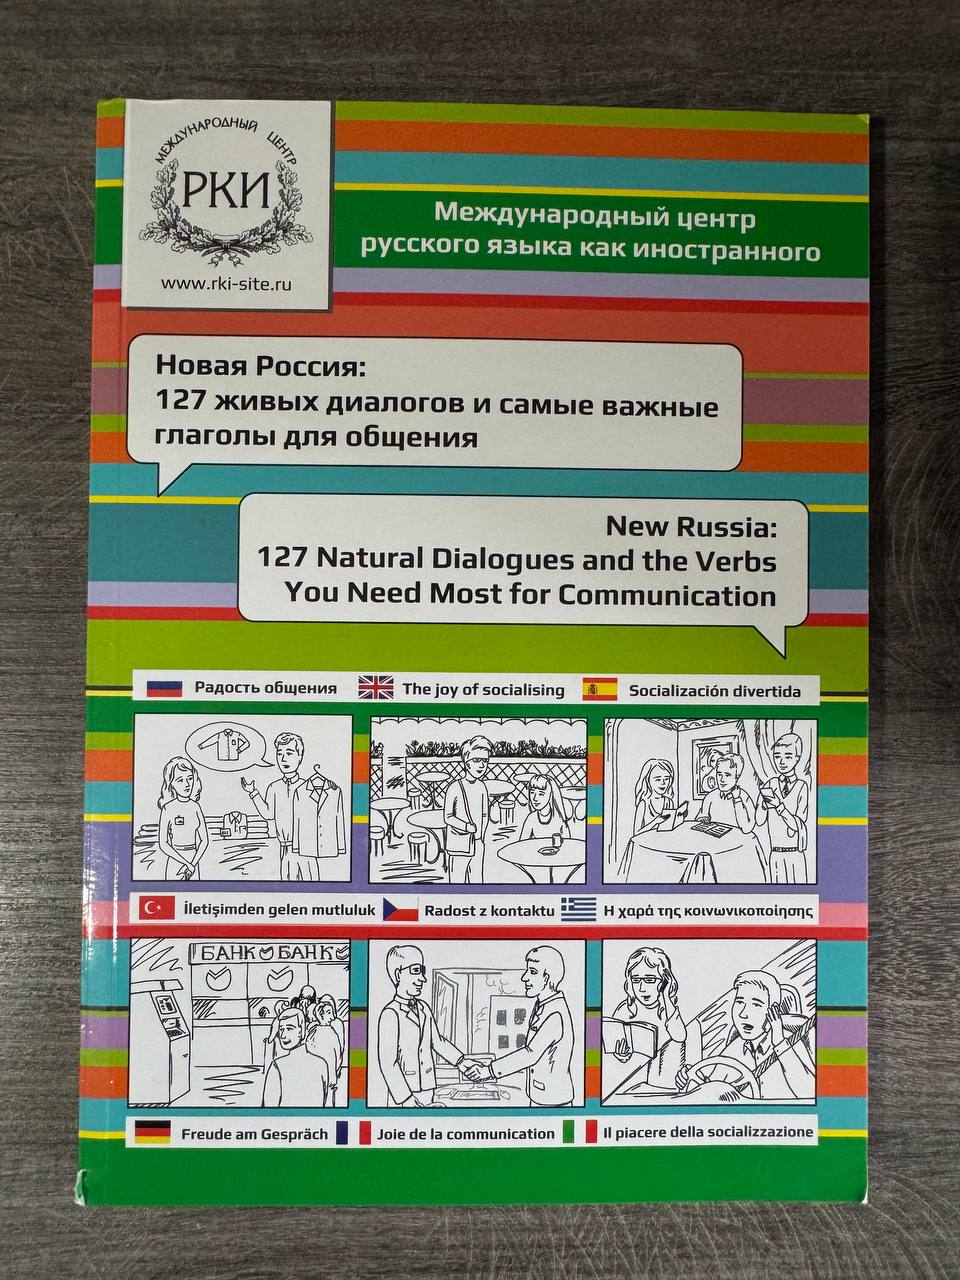 МЕЖДУНАРОДНЫЙ ЦЕНТР
РКИ
www.rki-site.ru
Международный центр
русского языка как иностранного
Новая Россия:
127 живых диалогов и самые важные
глаголы для общения
New Russia:
127 Natural Dialogues and the Verbs
You Need Most for Communication
Радость общения The joy of socialising Socialización divertida
İletişimden gelen mutluluk Radost z kontaktu Η χαρά της κοινωνικοποίησης
БАНК БАНК
Freude am Gespräch Joie de la communication Il piacere della socializzazione